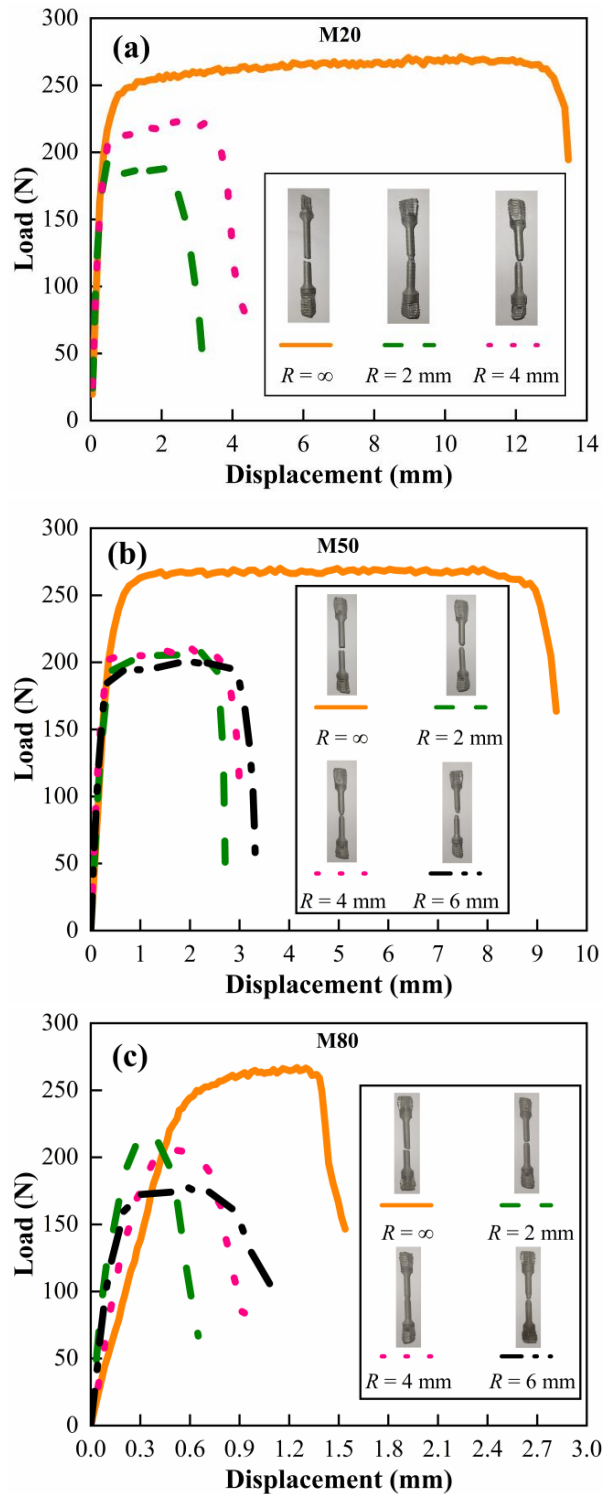 (a)
M20
300
250
200
150
100
50
0
Load (N)
R = ∞
R = 2 mm
R = 4 mm
0 2 4 6 8 10 12 14
Displacement (mm)
(b)
M50
300
250
200
150
100
50
0
Load (N)
R = ∞
R = 2 mm
R = 4 mm
R = 6 mm
0 1 2 3 4 5 6 7 8 9 10
Displacement (mm)
(c)
M80
300
250
200
150
100
50
0
Load (N)
R = ∞
R = 2 mm
R = 4 mm
R = 6 mm
0.0 0.3 0.6 0.9 1.2 1.5 1.8 2.1 2.4 2.7 3.0
Displacement (mm)